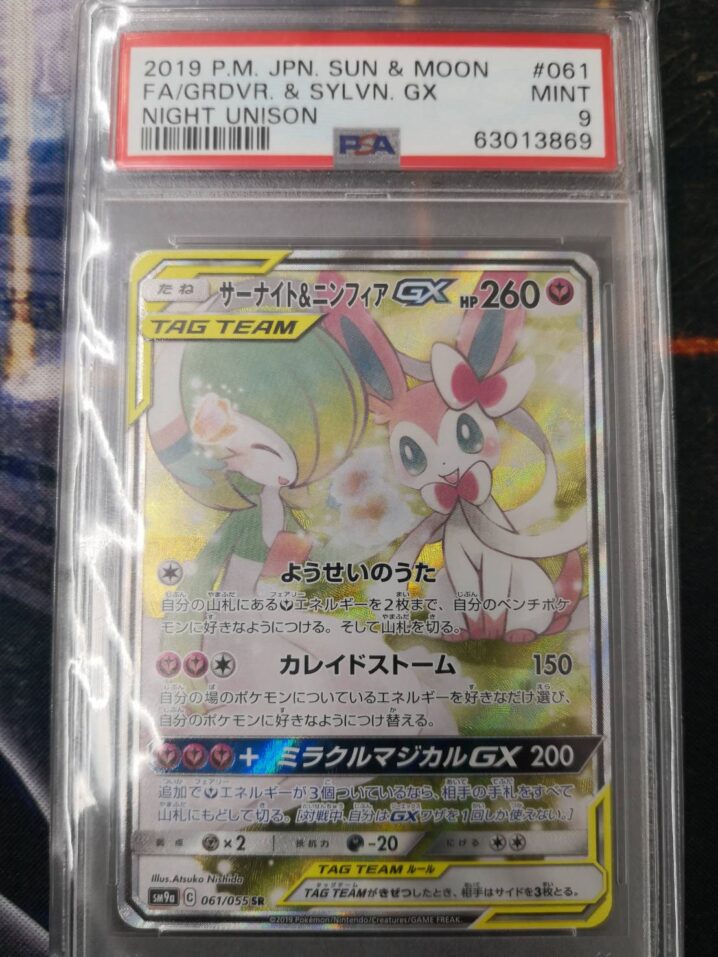 2019 P.M. JPN. SUN & MOON #061
FA/GRDVR. & SYLVN. GX MINT
NIGHT UNISON 9
PSA 63013869
たね サーナイト&ニンフィアGX HP260
TAG TEAM
ようせいのうた
自分の山札にあるエネルギーを2枚まで、自分のベンチポケ
モンに好きなようにつける。そして山札を切る。
カレイドストーム 150
自分の場のポケモンについているエネルギーを好きなだけ選び、
自分のポケモンに好きなようにつけ替える。
+ ミラクルマジカルGX 200
追加でエネルギーが3個ついているなら、相手の手札をすべて
山札にもどして切る。[対戦中、自分はGXワザを1回しか使えない。]
弱点 ×2 抵抗力 -20 にげる
TAG TEAM ルール
TAG TEAMがきぜつしたとき、相手はサイドを3枚とる。
Illus.Atsuko Nishida
sm9a C 061/055 SR
©2019 Pokémon/Nintendo/Creatures/GAME FREAK.